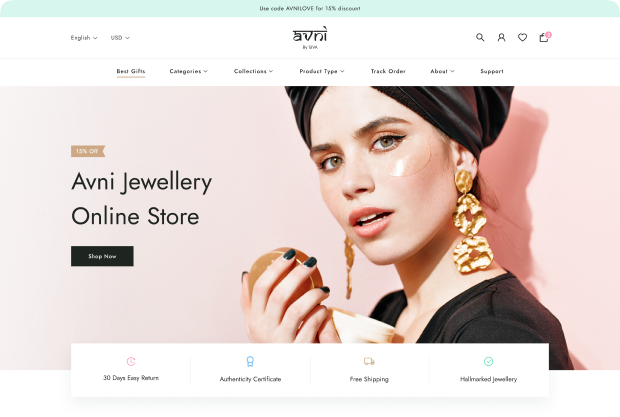 Use code AVNILOVE for 15% discount
English
USD
avnì
By SIVA
Best Gifts
Categories
Collections
Product Type
Track Order
About
Support
15% Off
Avni Jewellery
Online Store
Shop Now
30 Days Easy Return
Authenticity Certificate
Free Shipping
Hallmarked Jewellery